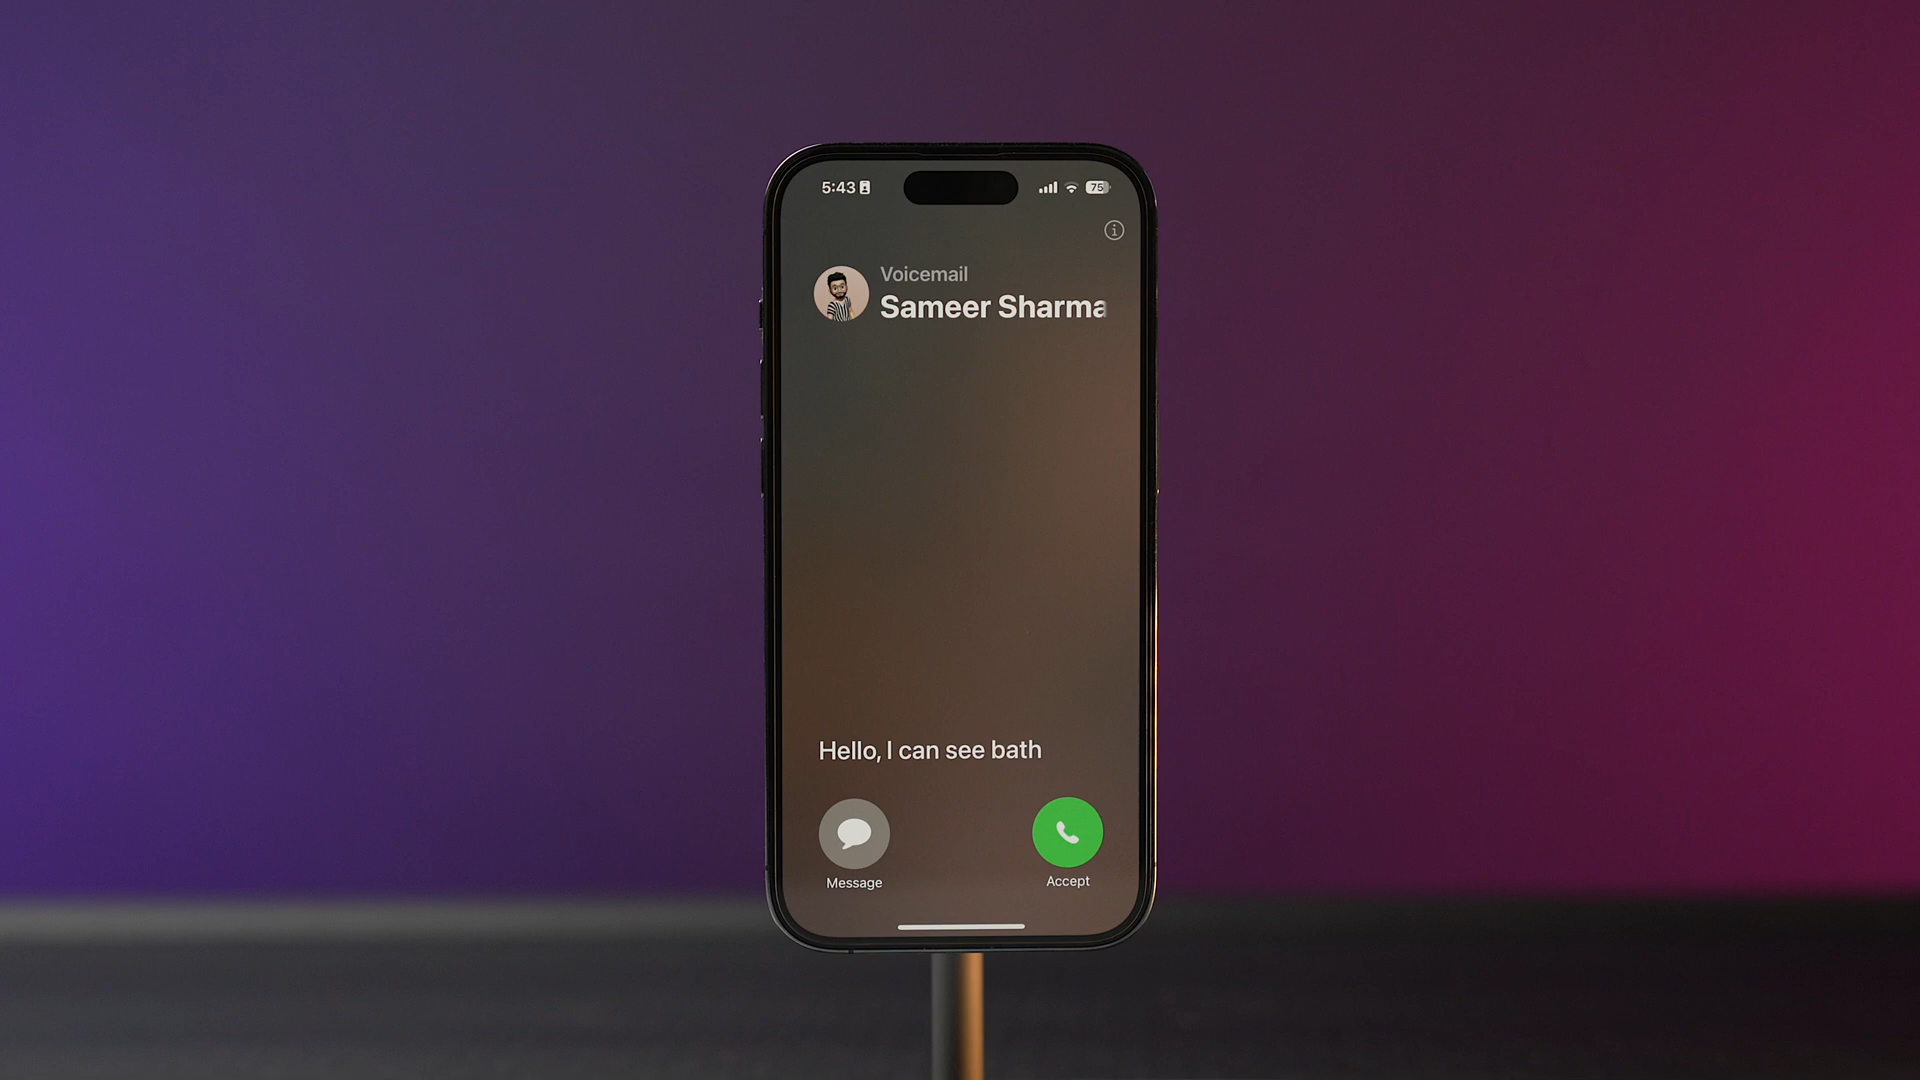 5:43
75
Voicemail
Sameer Sharma
Hello, I can see bath
Message
Accept